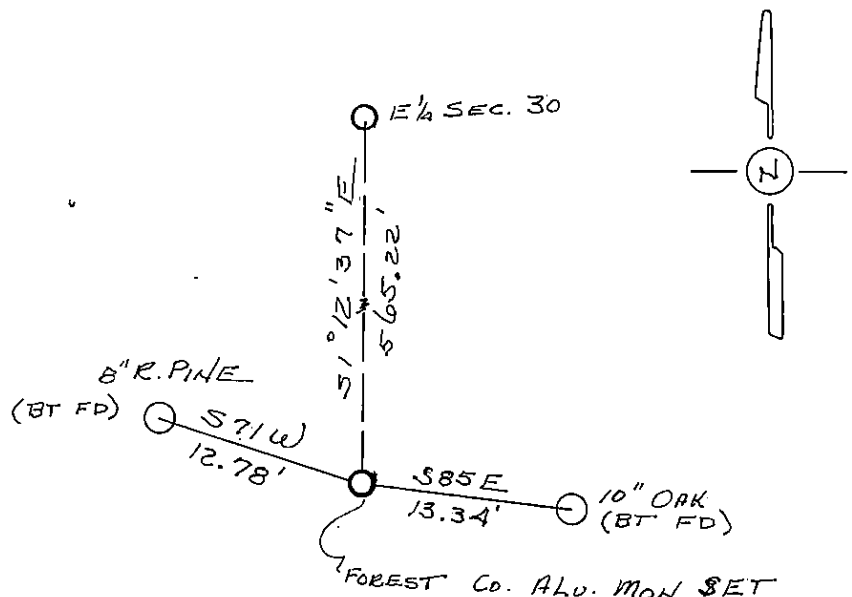 E¼ SEC. 30
S1°12'37"E
565.22'
8" R. PINE
(BT FD)
S71W
12.78'
S85E
13.34'
10" OAK
(BT FD)
FOREST CO. ALU. MON SET
N